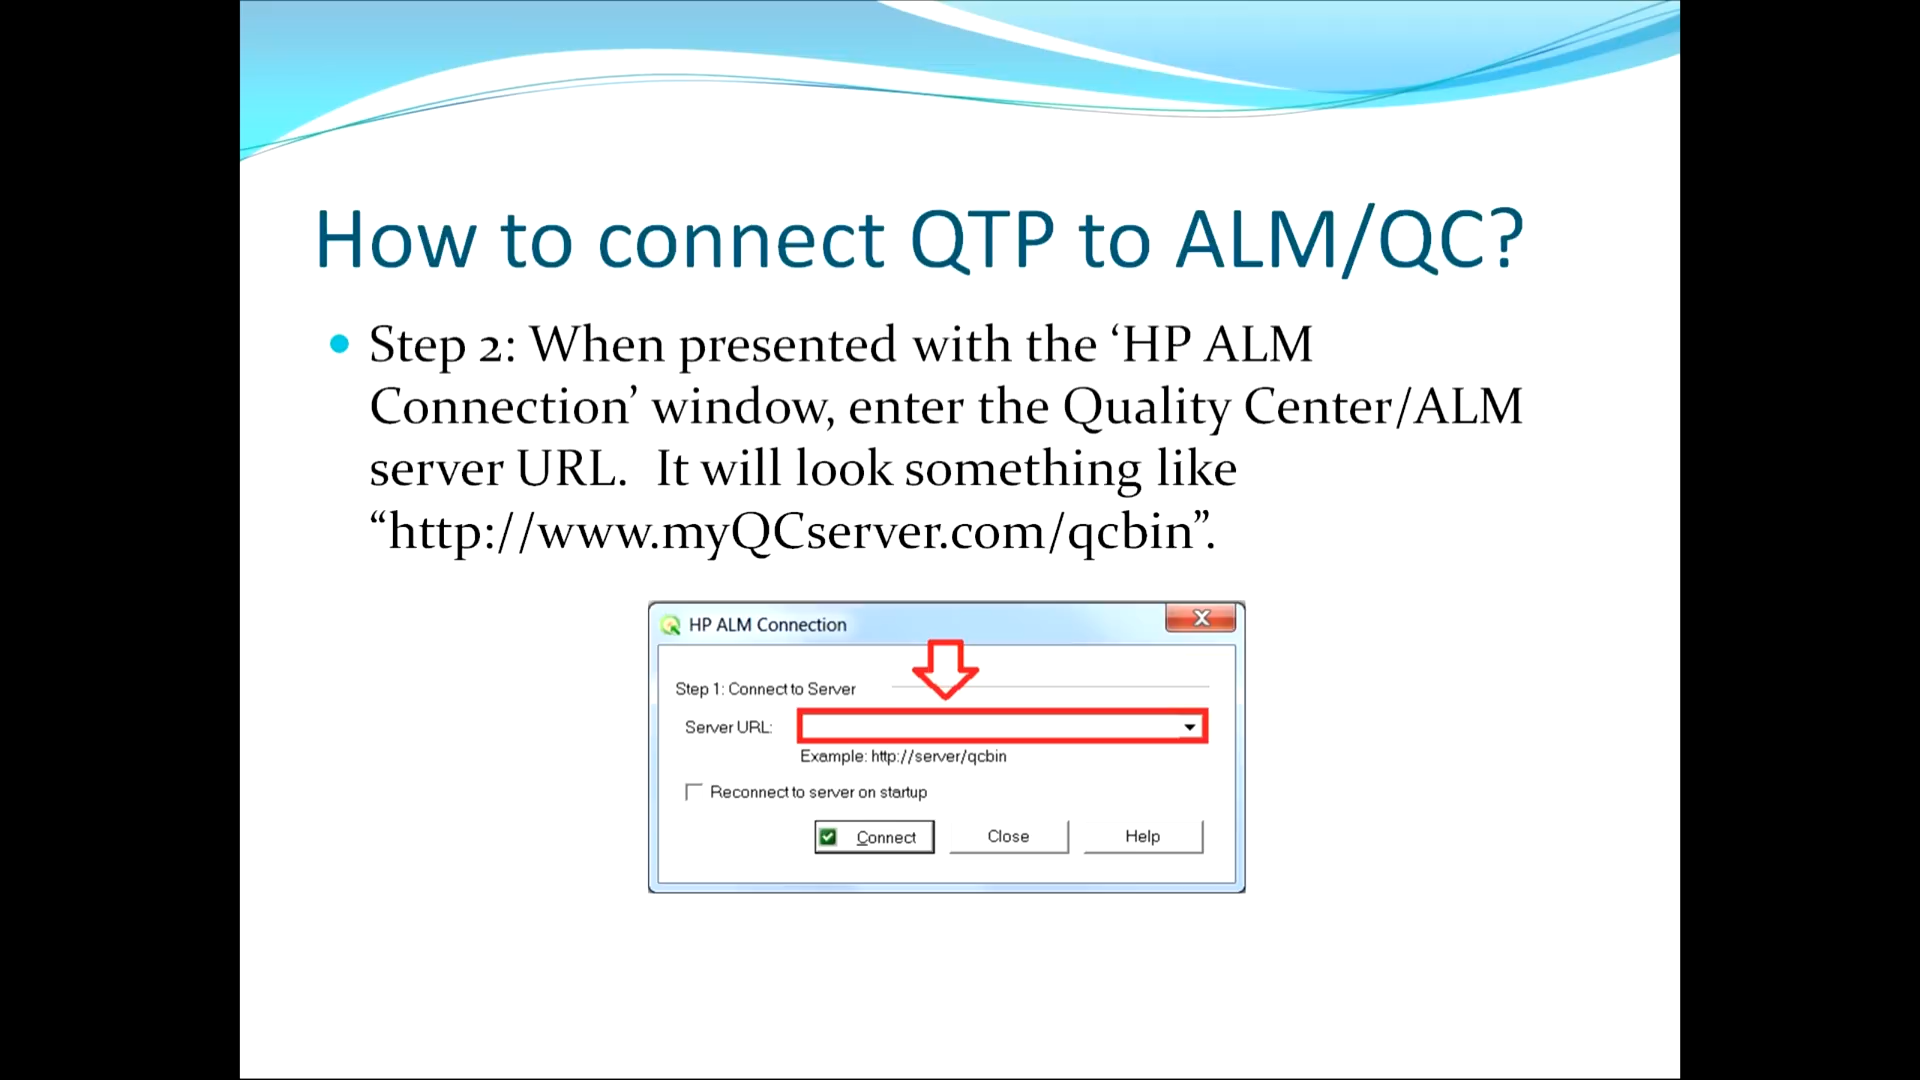 How to connect QTP to ALM/QC?
Step 2: When presented with the ‘HP ALM
Connection’ window, enter the Quality Center/ALM
server URL.  It will look something like
“http://www.myQCserver.com/qcbin”.
HP ALM Connection
X
Step 1: Connect to Server
Server URL:
Example: http://server/qcbin
Reconnect to server on startup
Connect Close Help